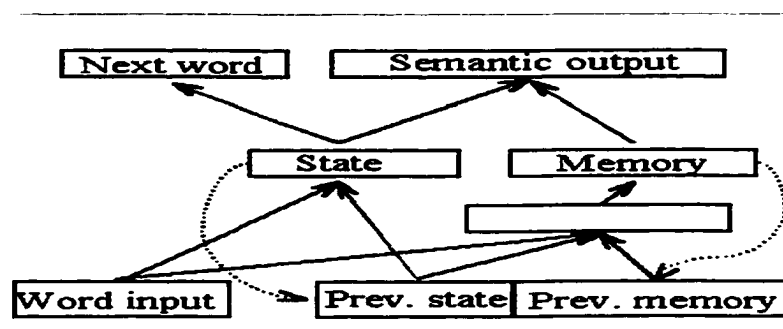 Next word Semantic output
State Memory
Word input Prev. state Prev. memory